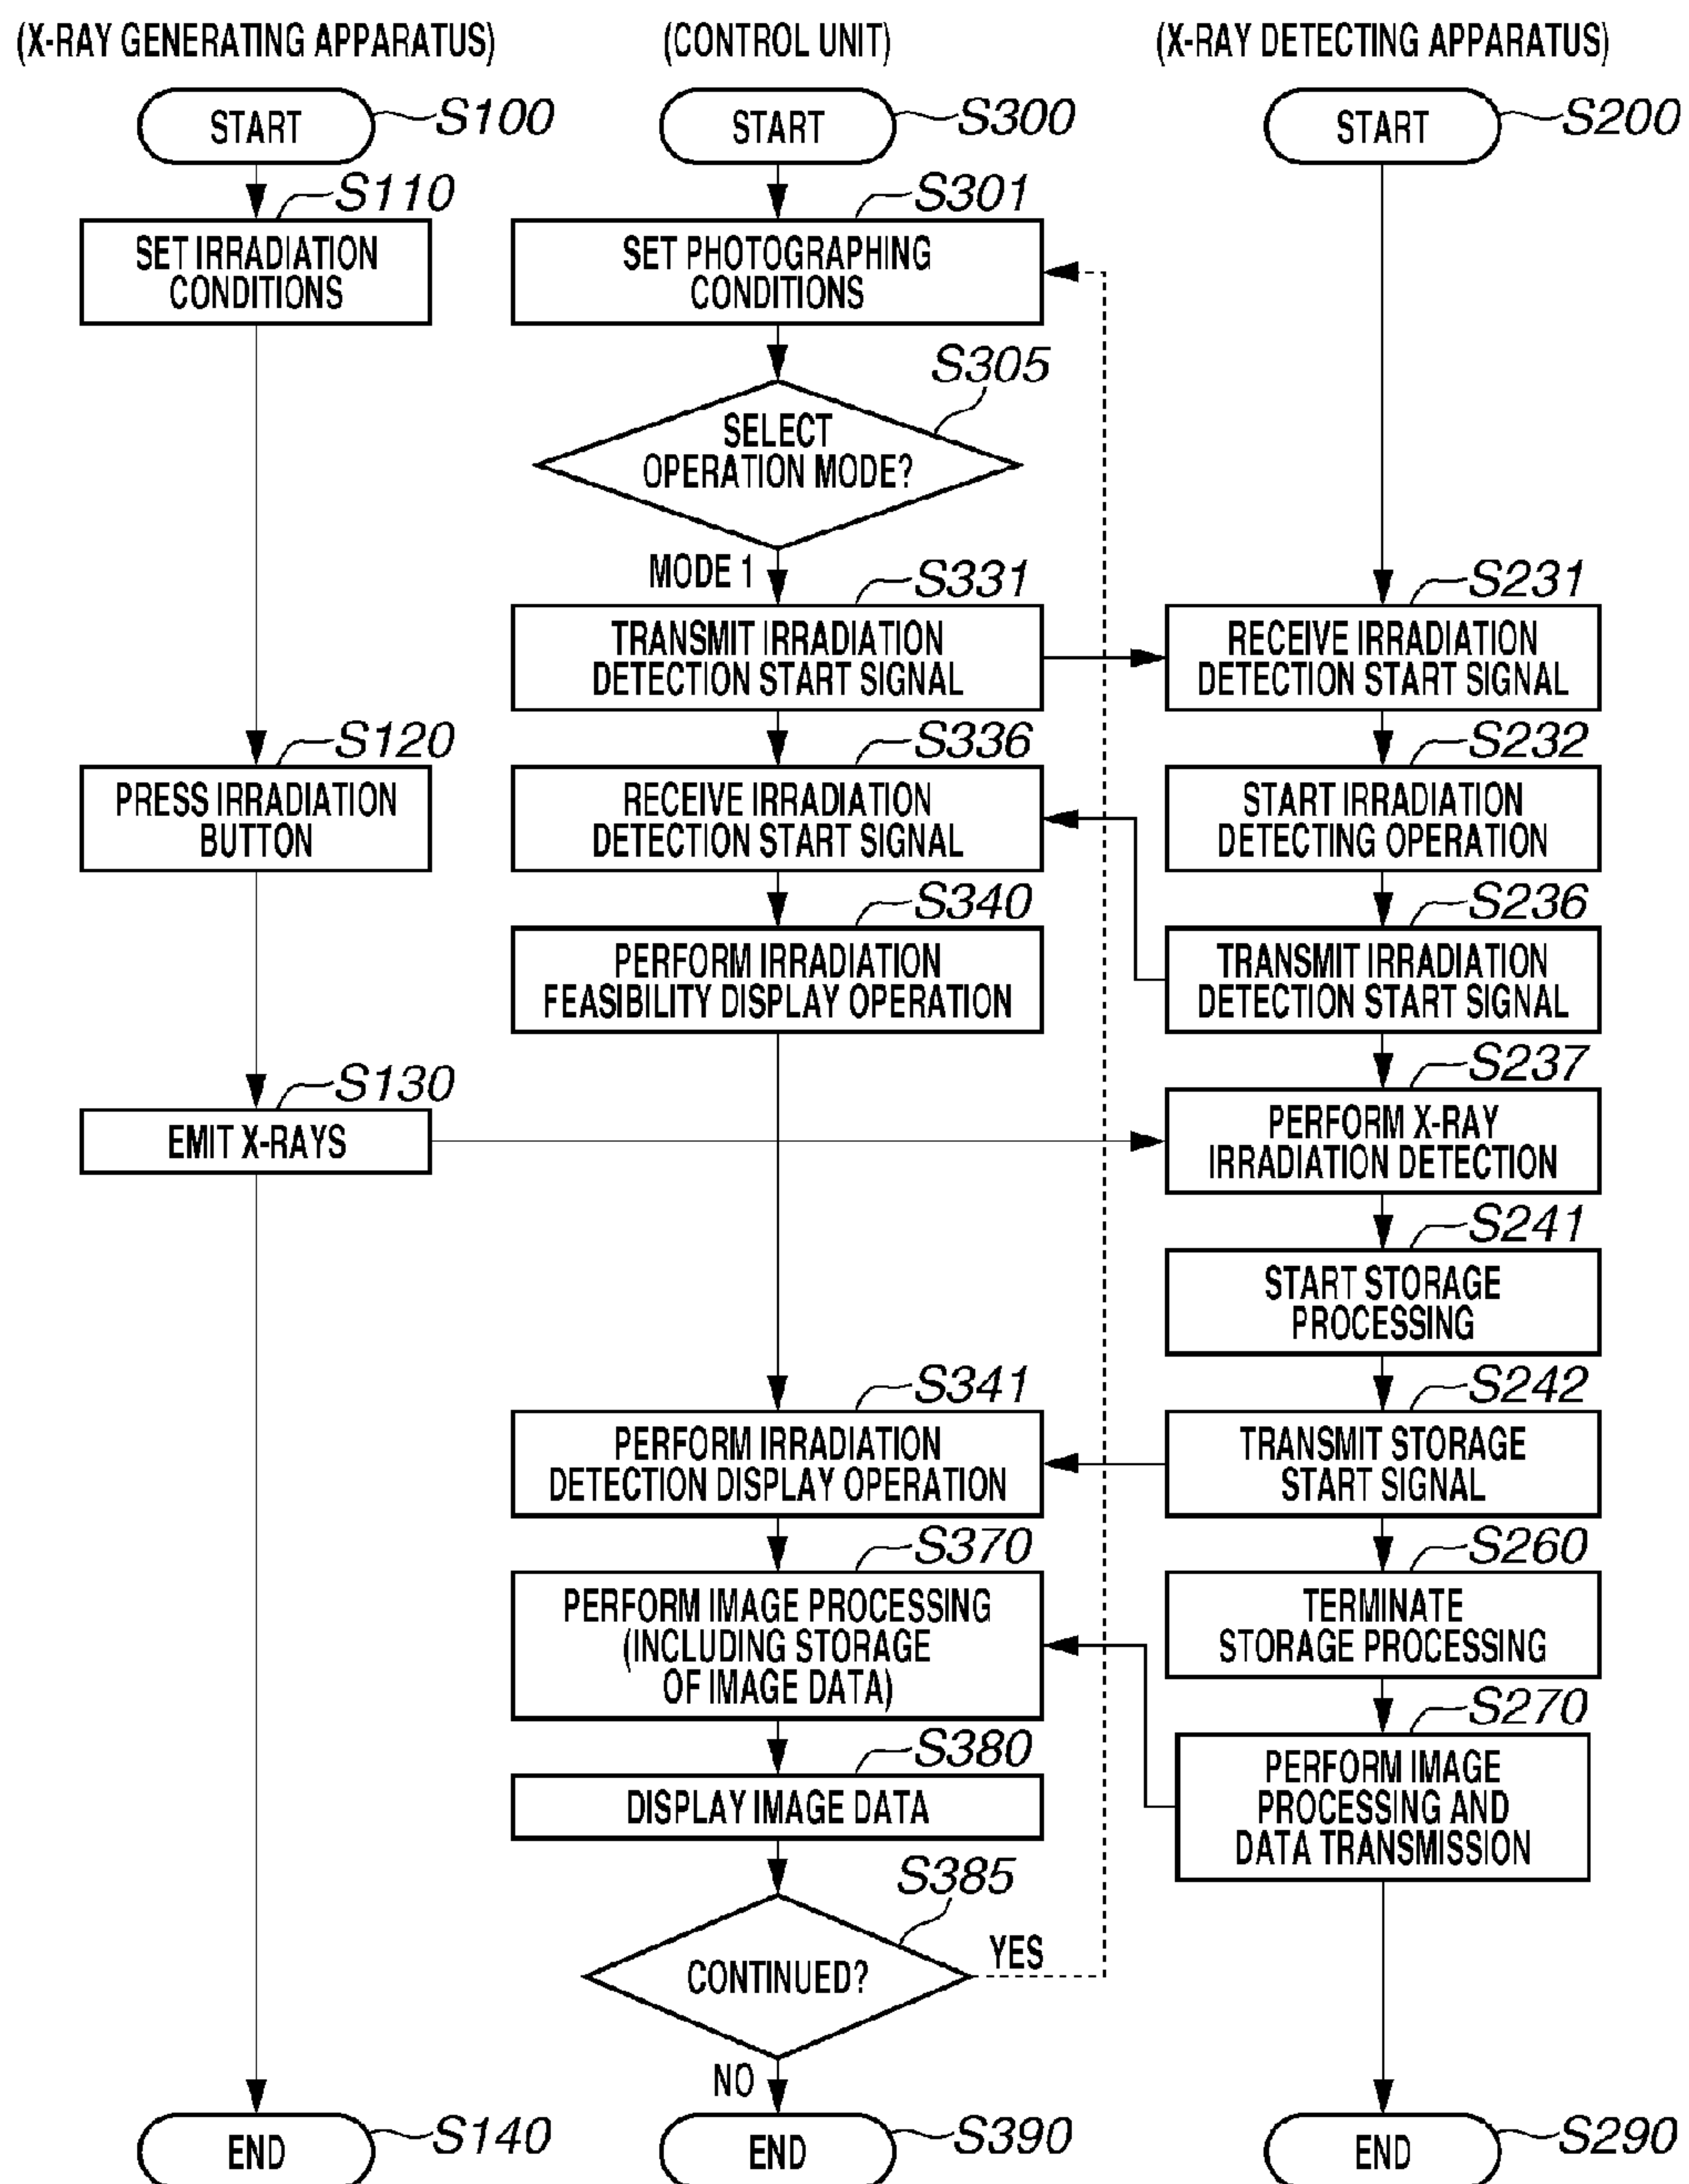 (X-RAY GENERATING APPARATUS)
START
S100
S110
SET IRRADIATION
CONDITIONS
S120
PRESS IRRADIATION
BUTTON
S130
EMIT X-RAYS
END
S140
(CONTROL UNIT)
START
S300
S301
SET PHOTOGRAPHING
CONDITIONS
S305
SELECT
OPERATION MODE?
MODE 1
S331
TRANSMIT IRRADIATION
DETECTION START SIGNAL
S336
RECEIVE IRRADIATION
DETECTION START SIGNAL
S340
PERFORM IRRADIATION
FEASIBILITY DISPLAY OPERATION
S341
PERFORM IRRADIATION
DETECTION DISPLAY OPERATION
S370
PERFORM IMAGE PROCESSING
(INCLUDING STORAGE
OF IMAGE DATA)
S380
DISPLAY IMAGE DATA
S385
CONTINUED?
YES
NO
END
S390
(X-RAY DETECTING APPARATUS)
START
S200
S231
RECEIVE IRRADIATION
DETECTION START SIGNAL
S232
START IRRADIATION
DETECTING OPERATION
S236
TRANSMIT IRRADIATION
DETECTION START SIGNAL
S237
PERFORM X-RAY
IRRADIATION DETECTION
S241
START STORAGE
PROCESSING
S242
TRANSMIT STORAGE
START SIGNAL
S260
TERMINATE
STORAGE PROCESSING
S270
PERFORM IMAGE
PROCESSING AND
DATA TRANSMISSION
END
S290